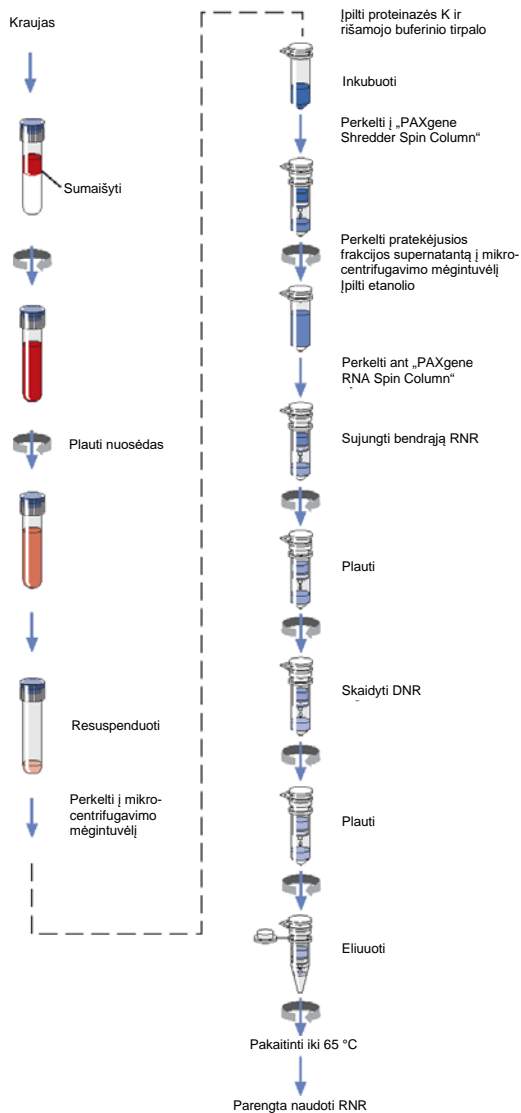 Kraujas
Sumaišyti
Plauti nuosėdas
Resuspenduoti
Perkelti į mikro-
centrifugavimo
mėgintuvėlį
Įpilti proteinazės K ir
rišamojo buferinio tirpalo
Inkubuoti
Perkelti į „PAXgene
Shredder Spin Column“
Perkelti pratekėjusios
frakcijos supernatantą į mikro-
centrifugavimo mėgintuvėlį
Įpilti etanolio
Perkelti ant „PAXgene
RNA Spin Column“
Sujungti bendrąją RNR
Plauti
Skaidyti DNR
Plauti
Eliuuoti
Pakaitinti iki 65 °C
Parengta naudoti RNR